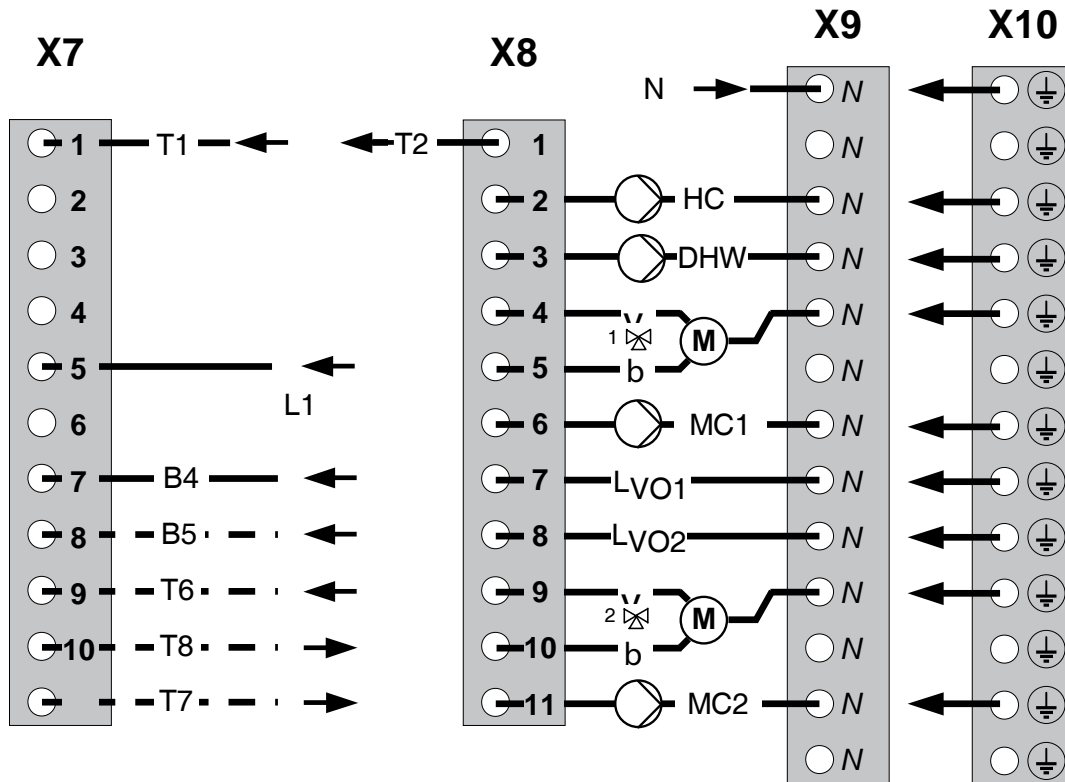 X9 X10
X7 X8
N N
1 T1 T2 1 N
2 2 HC N
3 3 DHW N
4 4 N
1 M
5 5 b N
L1
6 6 MC1 N
7 B4 7 LVO1 N
8 B5 8 LVO2 N
9 T6 9 N
2 M
10 T8 10 b N
T7 11 MC2 N
N